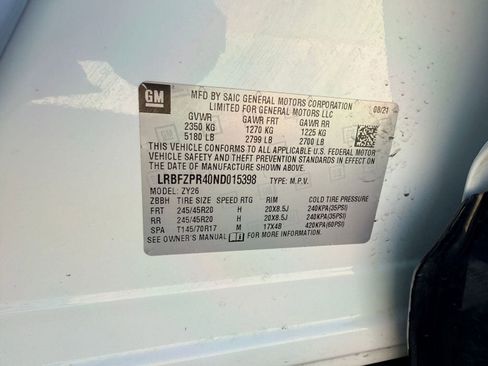 GM
MFD BY SAIC GENERAL MOTORS CORPORATION
LIMITED FOR GENERAL MOTORS LLC
08/21
GVWR GAWR FRT GAWR RR
2350 KG 1270 KG 1225 KG
5180 LB 2799 LB 2700 LB
THIS VEHICLE CONFORMS TO ALL APPLICABLE U.S. FEDERAL MOTOR
VEHICLE SAFETY AND THEFT PREVENTION STANDARDS IN EFFECT ON THE
DATE OF MANUFACTURE SHOWN ABOVE.
LRBFZPR40ND015398 TYPE: M.P.V.
MODEL: ZY26
ZBBH TIRE SIZE SPEED RTG RIM COLD TIRE PRESSURE
FRT 245/45R20 H 20X8.5J 240KPA(35PSI)
RR 245/45R20 H 20X8.5J 240KPA(35PSI)
SPA T145/70R17 M 17X4B 420KPA(60PSI)
SEE OWNER'S MANUAL i FOR MORE INFORMATION.